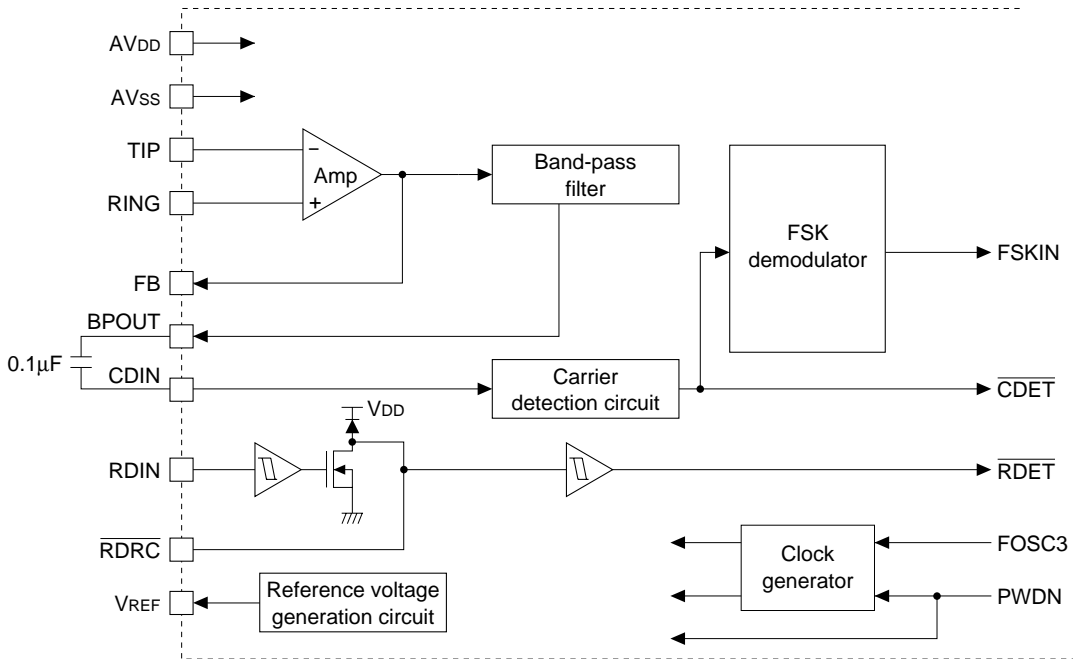 AVDD
AVSS
TIP
RING
FB
BPOUT
0.1μF
CDIN
RDIN
RDRC
VREF
−
Amp
+
Band-pass
filter
FSK
demodulator
FSKIN
Carrier
detection circuit
CDET
VDD
RDET
Reference voltage
generation circuit
Clock
generator
FOSC3
PWDN